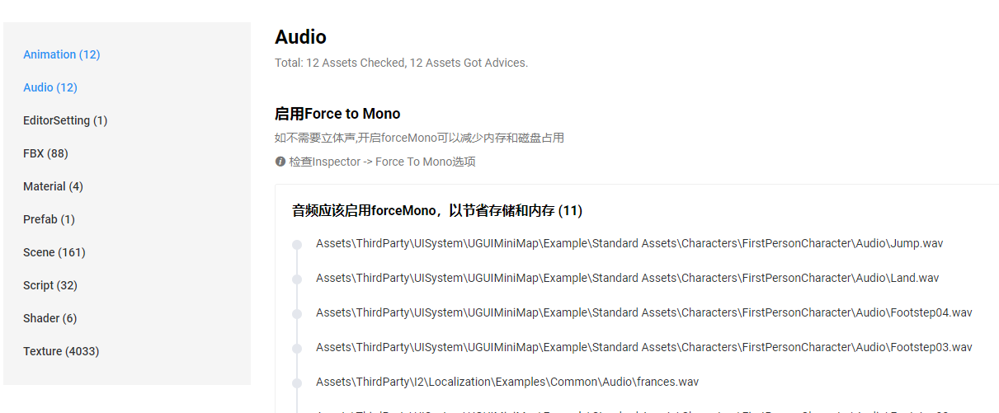 Animation (12)
Audio (12)
EditorSetting (1)
FBX (88)
Material (4)
Prefab (1)
Scene (161)
Script (32)
Shader (6)
Texture (4033)
Audio
Total: 12 Assets Checked, 12 Assets Got Advices.
启用Force to Mono
如不需要立体声,开启forceMono可以减少内存和磁盘占用
检查Inspector -> Force To Mono选项
音频应该启用forceMono，以节省存储和内存 (11)
Assets\ThirdParty\UISystem\UGUIMiniMap\Example\Standard Assets\Characters\FirstPersonCharacter\Audio\Jump.wav
Assets\ThirdParty\UISystem\UGUIMiniMap\Example\Standard Assets\Characters\FirstPersonCharacter\Audio\Land.wav
Assets\ThirdParty\UISystem\UGUIMiniMap\Example\Standard Assets\Characters\FirstPersonCharacter\Audio\Footstep04.wav
Assets\ThirdParty\UISystem\UGUIMiniMap\Example\Standard Assets\Characters\FirstPersonCharacter\Audio\Footstep03.wav
Assets\ThirdParty\I2\Localization\Examples\Common\Audio\frances.wav